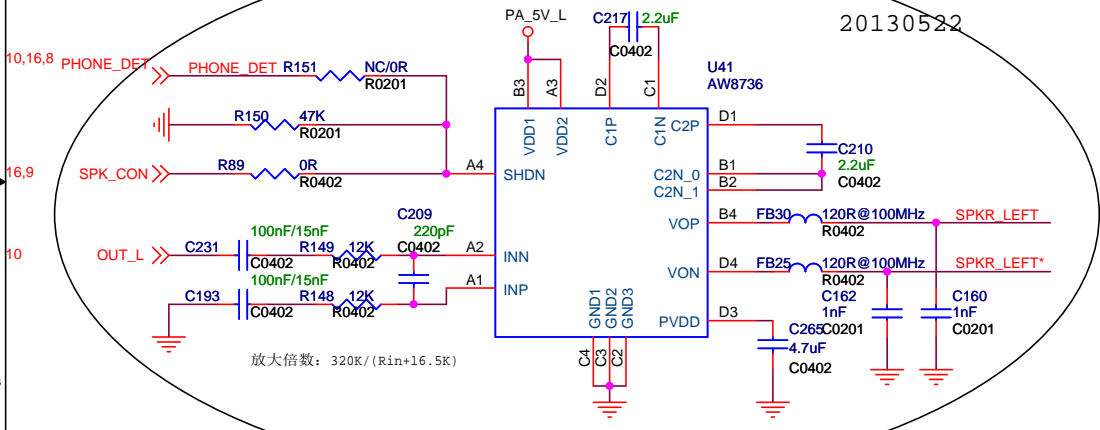 20130522
PA_5V_L
C217 2.2uF
C0402
10,16,8 PHONE_DET PHONE_DET R151 NC/0R
R0201
U41
AW8736
B3 A3 D2 C1
VDD1 VDD2 C1P C1N
R150 47K
R0201
C2P D1
C210
2.2uF
C0402
16,9 SPK_CON R89 0R
R0402
A4 SHDN
C2N_0 B1
C2N_1 B2
VOP B4 FB30 120R@100MHz SPKR_LEFT
R0402
C209
220pF
C0402
100nF/15nF
10 OUT_L C231 R149 12K A2 INN
C0402 R0402
VON D4 FB25 120R@100MHz SPKR_LEFT*
R0402
100nF/15nF
C193 R148 12K A1 INP
C0402 R0402
C162
1nF
C0201
C160
1nF
C0201
PVDD D3
C265
4.7uF
C0402
GND1 GND2 GND3
C4 C3 C2
放大倍数: 320K/(Rin+16.5K)